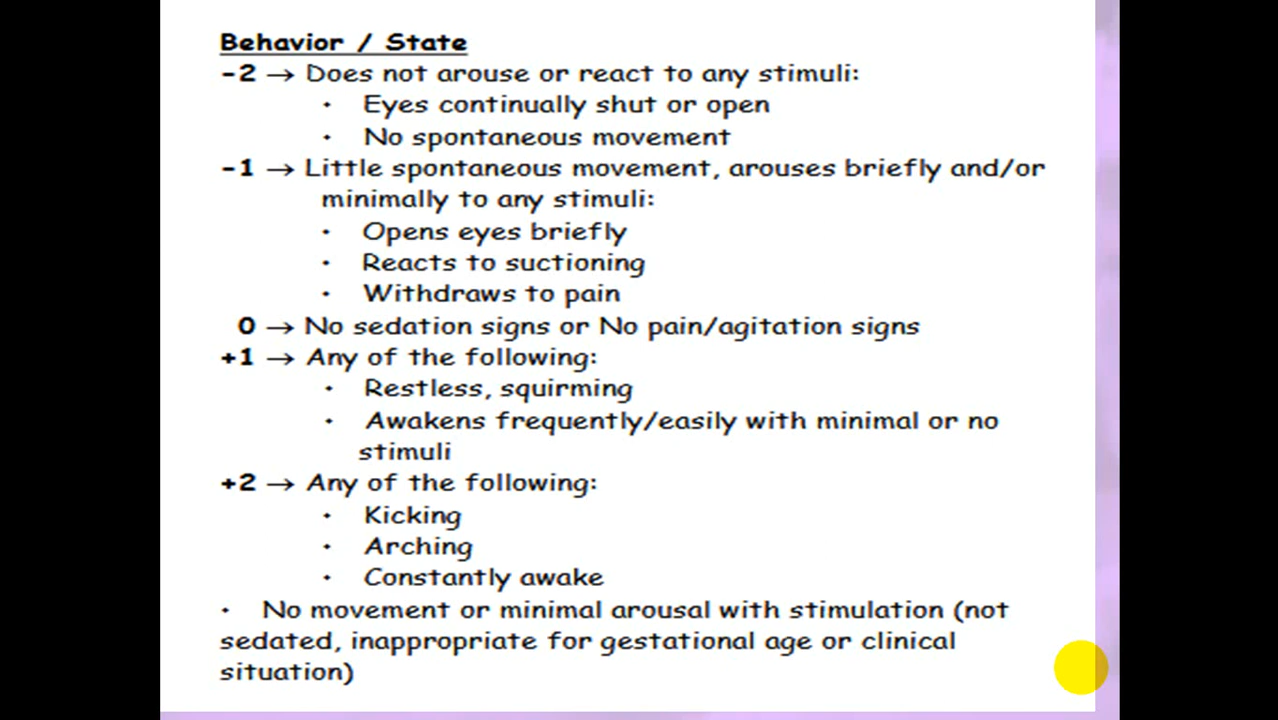 Behavior / State
-2 → Does not arouse or react to any stimuli:
• Eyes continually shut or open
• No spontaneous movement
-1 → Little spontaneous movement, arouses briefly and/or
minimally to any stimuli:
• Opens eyes briefly
• Reacts to suctioning
• Withdraws to pain
0 → No sedation signs or No pain/agitation signs
+1 → Any of the following:
• Restless, squirming
• Awakens frequently/easily with minimal or no
stimuli
+2 → Any of the following:
• Kicking
• Arching
• Constantly awake
• No movement or minimal arousal with stimulation (not
sedated, inappropriate for gestational age or clinical
situation)